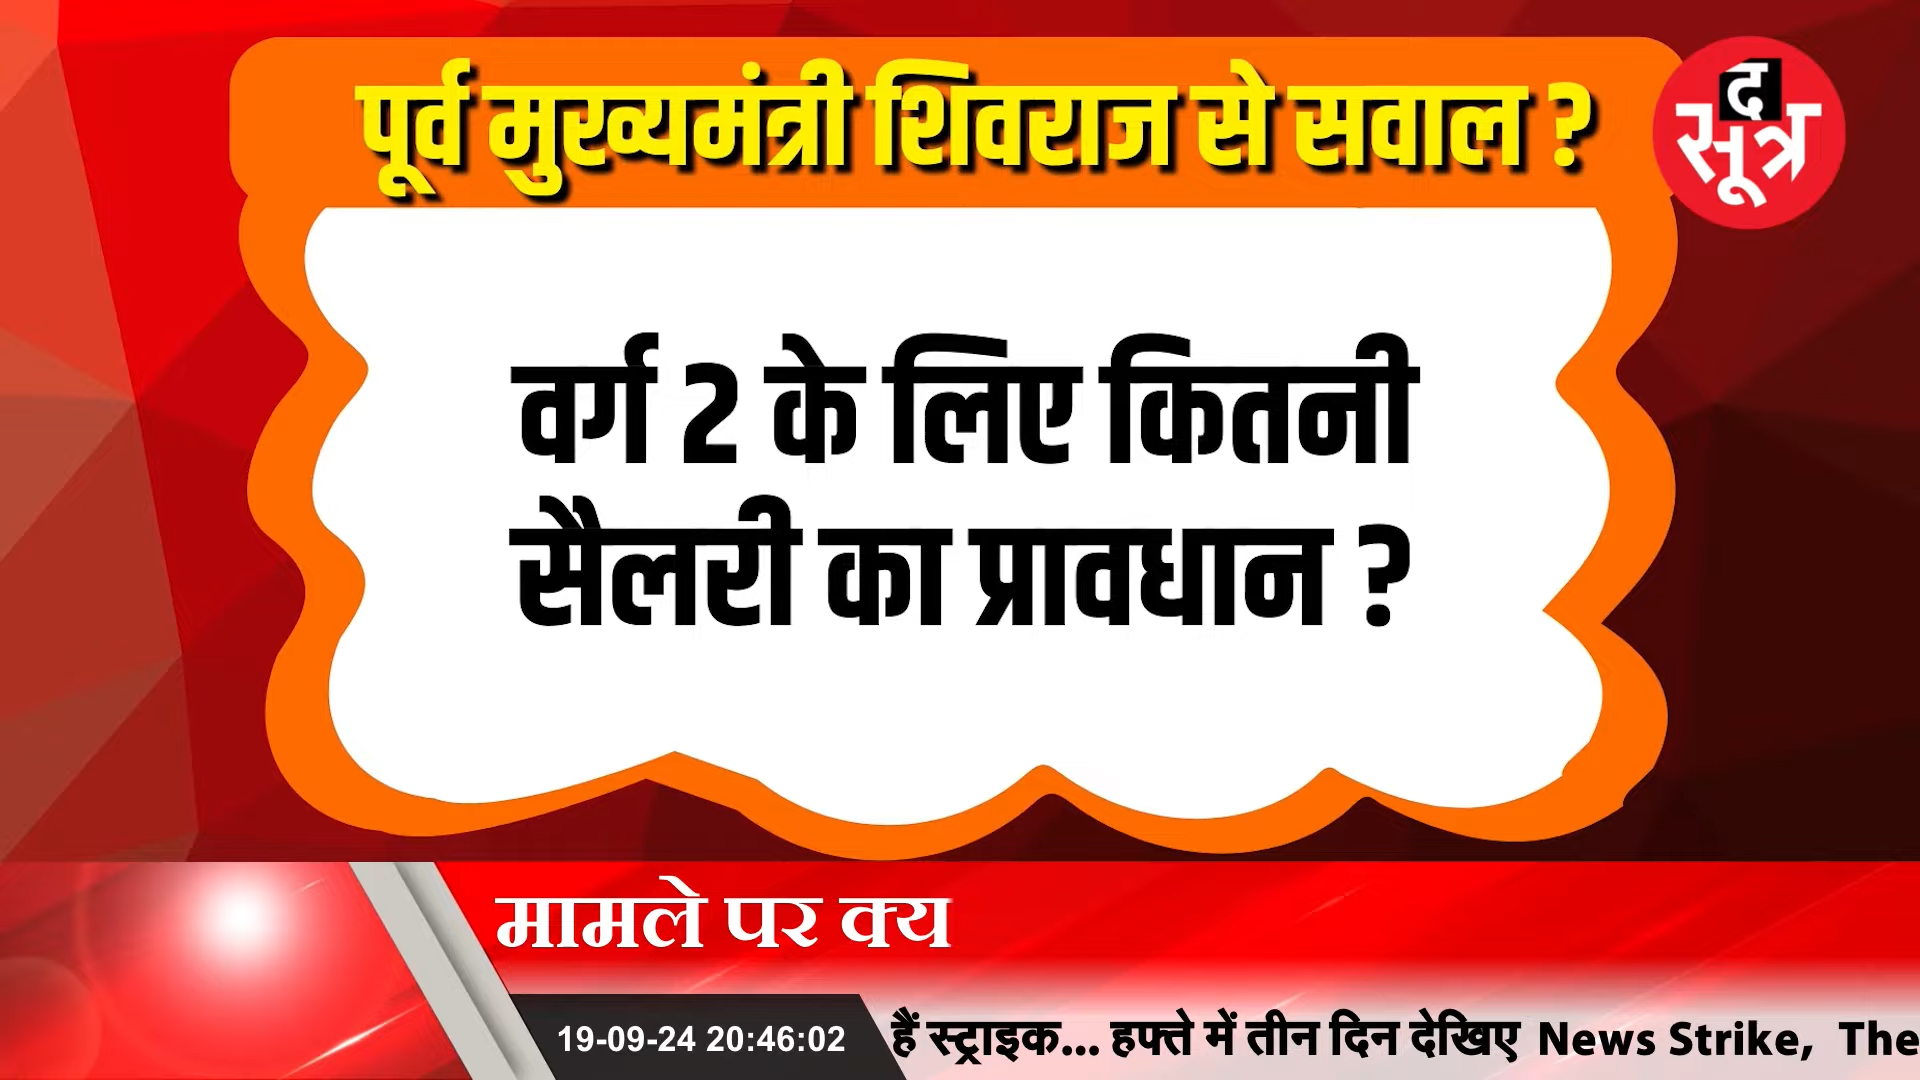 पूर्व मुख्यमंत्री शिवराज से सवाल ?
द
सूत्र
वर्ग 2 के लिए कितनी
सैलरी का प्रावधान ?
मामले पर क्य
19-09-24 20:46:02
हैं स्ट्राइक... हफ्ते में तीन दिन देखिए News Strike, The